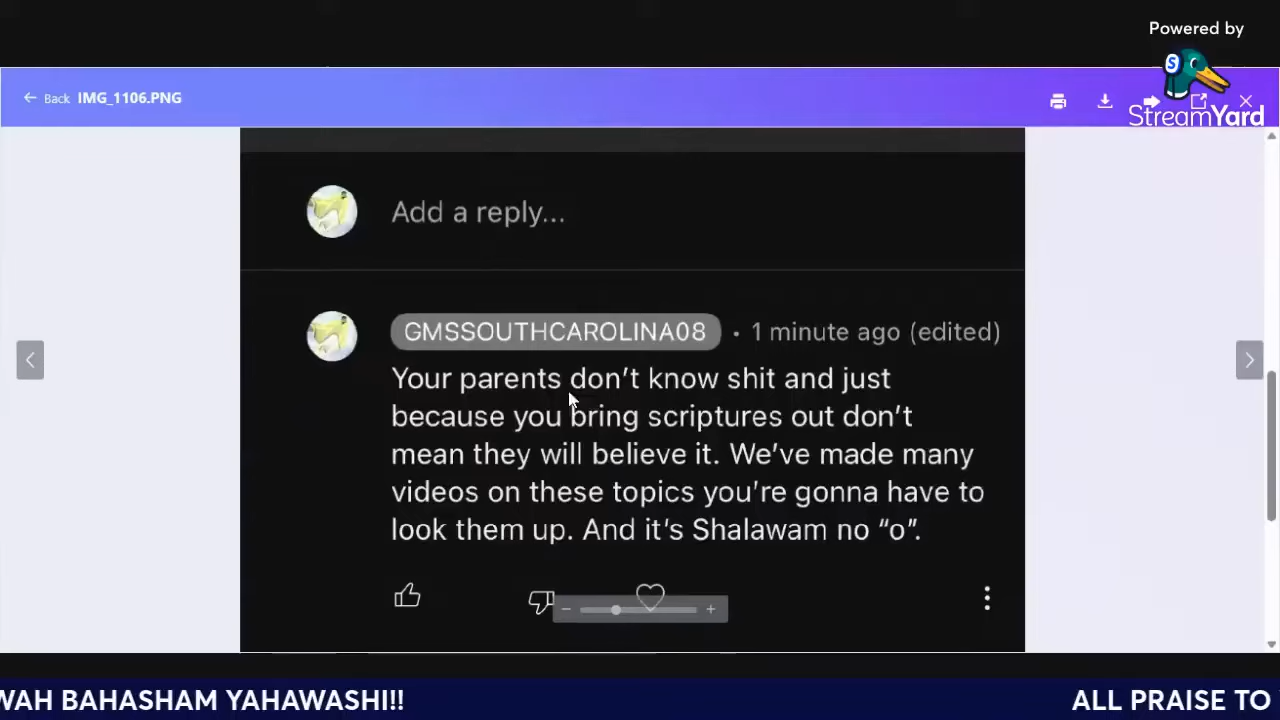 Powered by
StreamYard
Back IMG_1106.PNG
Add a reply...
GMSSOUTHCAROLINA08 • 1 minute ago (edited)
Your parents don't know shit and just
because you bring scriptures out don't
mean they will believe it. We've made many
videos on these topics you're gonna have to
look them up. And it's Shalawam no “o”.
WAH BAHASHAM YAHAWASHI!! ALL PRAISE TO